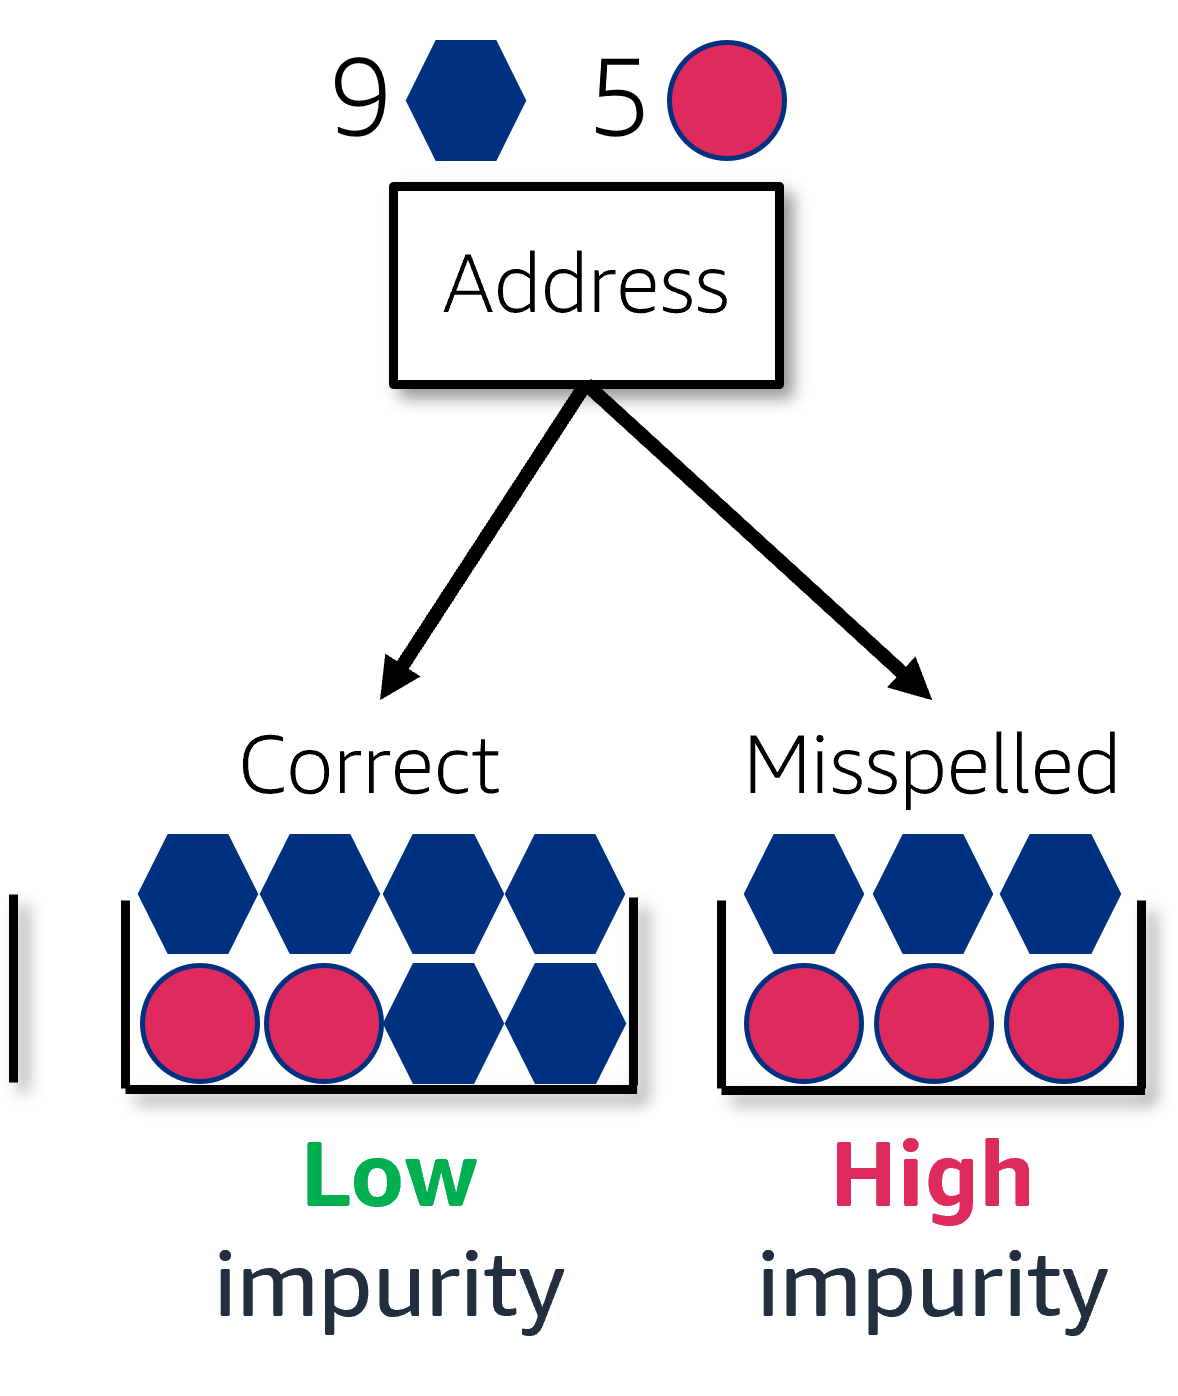 9 5
Address
Correct
Misspelled
Low
impurity
High
impurity